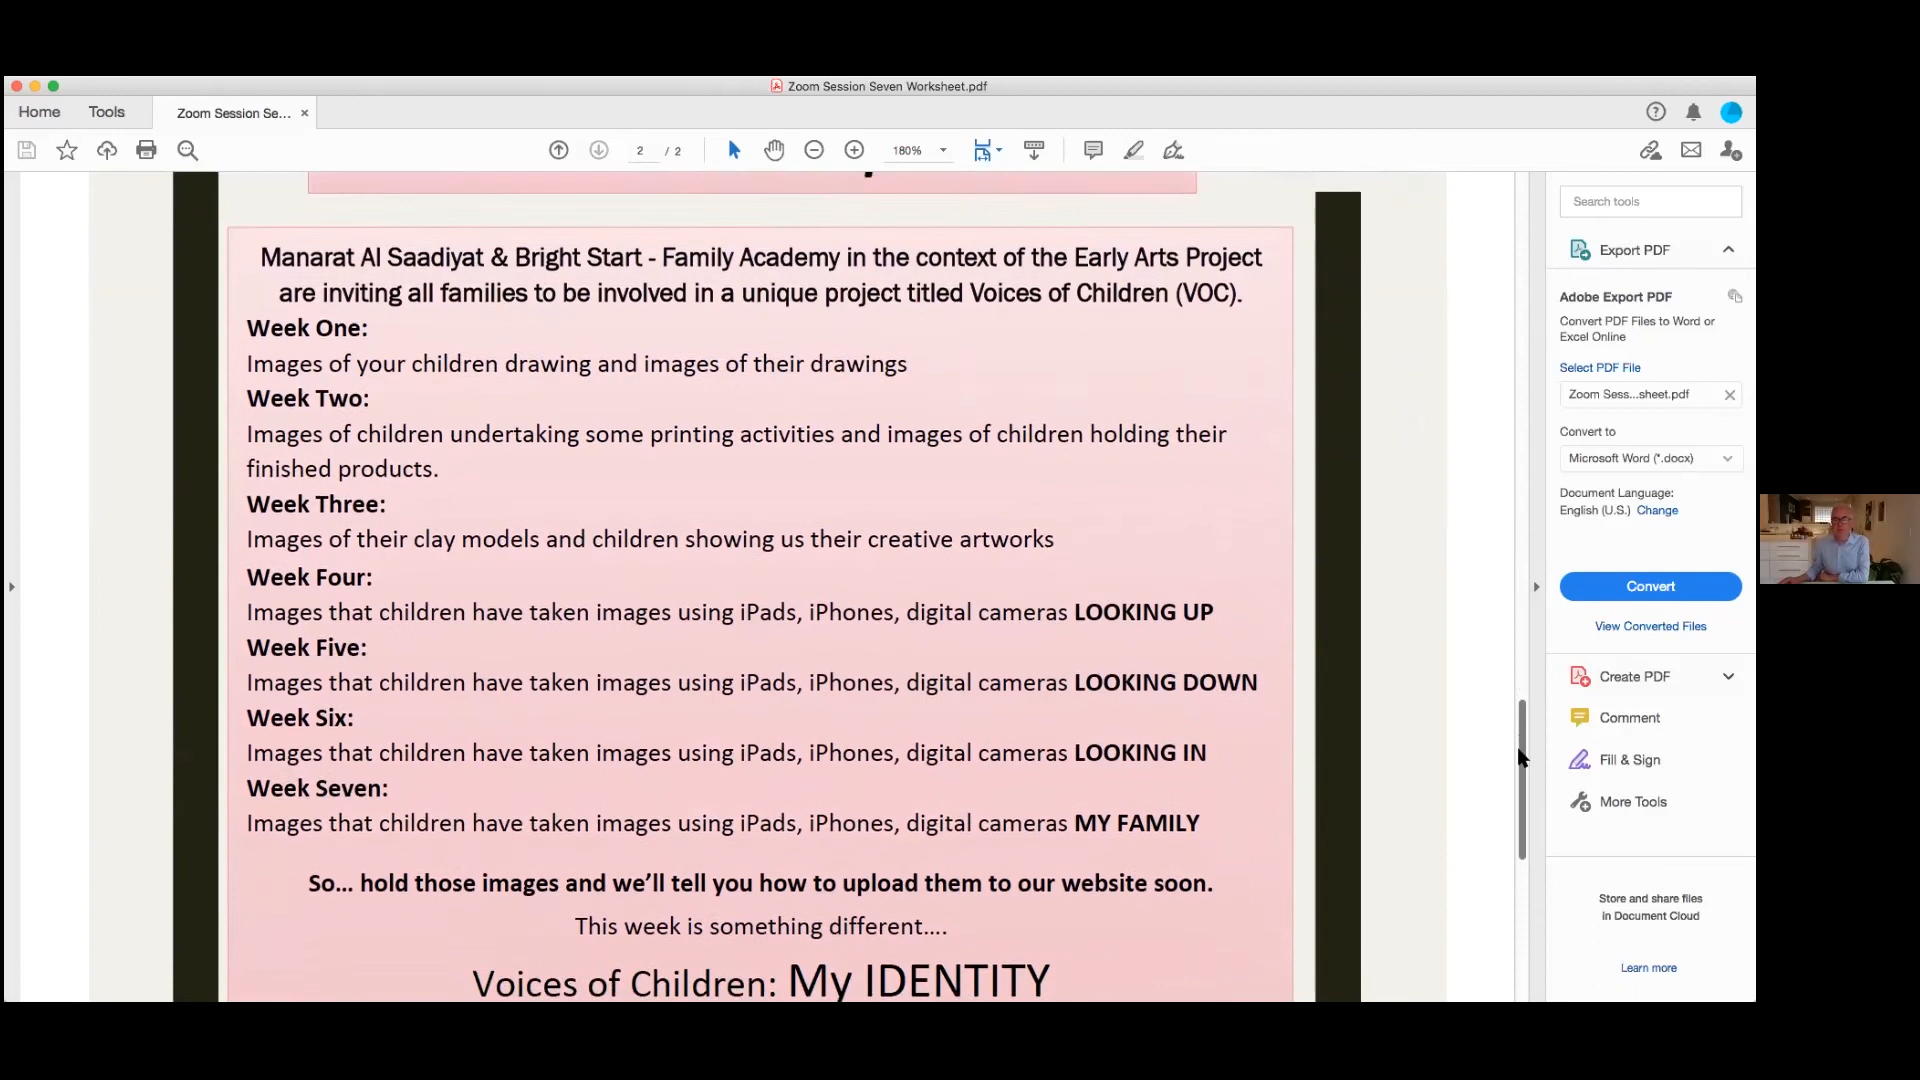 Zoom Session Seven Worksheet.pdf
Home
Tools
Zoom Session Se...
2 / 2
180%
Manarat Al Saadiyat & Bright Start - Family Academy in the context of the Early Arts Project
are inviting all families to be involved in a unique project titled Voices of Children (VOC).
Week One:
Images of your children drawing and images of their drawings
Week Two:
Images of children undertaking some printing activities and images of children holding their
finished products.
Week Three:
Images of their clay models and children showing us their creative artworks
Week Four:
Images that children have taken images using iPads, iPhones, digital cameras LOOKING UP
Week Five:
Images that children have taken images using iPads, iPhones, digital cameras LOOKING DOWN
Week Six:
Images that children have taken images using iPads, iPhones, digital cameras LOOKING IN
Week Seven:
Images that children have taken images using iPads, iPhones, digital cameras MY FAMILY
So... hold those images and we'll tell you how to upload them to our website soon.
This week is something different....
Voices of Children: My IDENTITY
Search tools
Export PDF
Adobe Export PDF
Convert PDF Files to Word or
Excel Online
Select PDF File
Zoom Sess...sheet.pdf
Convert to
Microsoft Word (*.docx)
Document Language:
English (U.S.) Change
Convert
View Converted Files
Create PDF
Comment
Fill & Sign
More Tools
Store and share files
in Document Cloud
Learn more